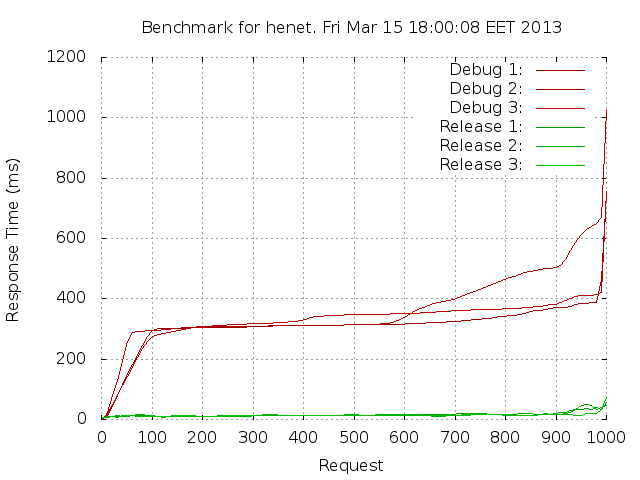 Benchmark for henet. Fri Mar 15 18:00:08 EET 2013
1200
1000
800
600
400
200
0
Response Time (ms)
Debug 1:
Debug 2:
Debug 3:
Release 1:
Release 2:
Release 3:
0 100 200 300 400 500 600 700 800 900 1000
Request